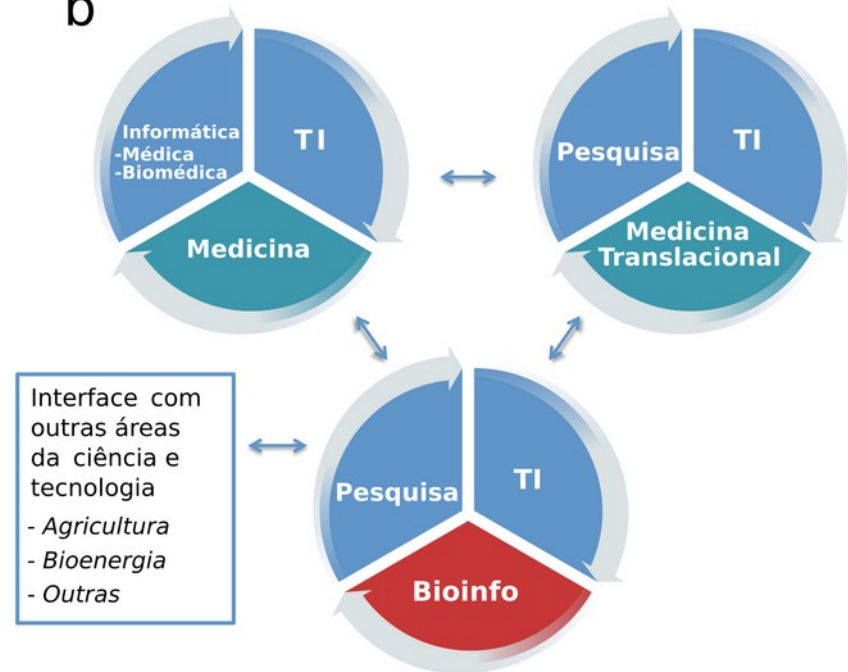 b
Informática
-Médica
-Biomédica
TI
Medicina
Pesquisa
TI
Medicina
Translacional
Interface com
outras áreas
da ciência e
tecnologia
- Agricultura
- Bioenergia
- Outras
Pesquisa
TI
Bioinfo